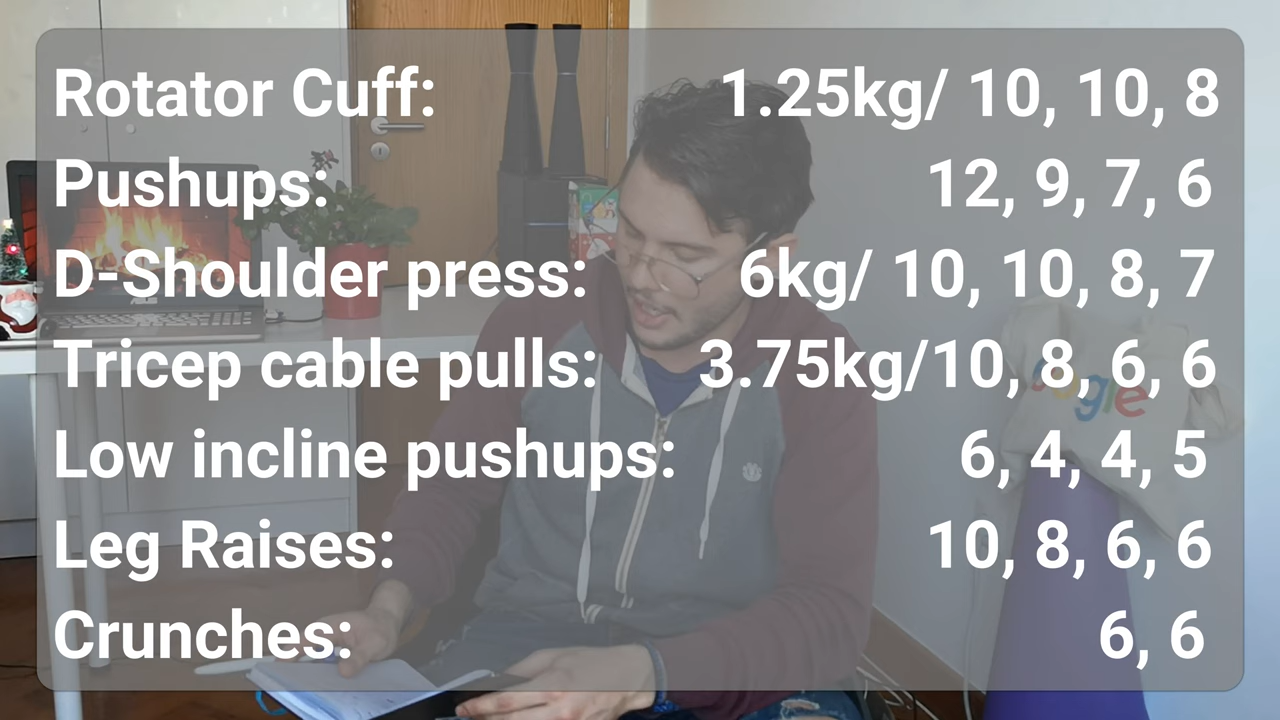 Rotator Cuff: 1.25kg/ 10, 10, 8
Pushups: 12, 9, 7, 6
D-Shoulder press: 6kg/ 10, 10, 8, 7
Tricep cable pulls: 3.75kg/10, 8, 6, 6
Low incline pushups: 6, 4, 4, 5
Leg Raises: 10, 8, 6, 6
Crunches: 6, 6